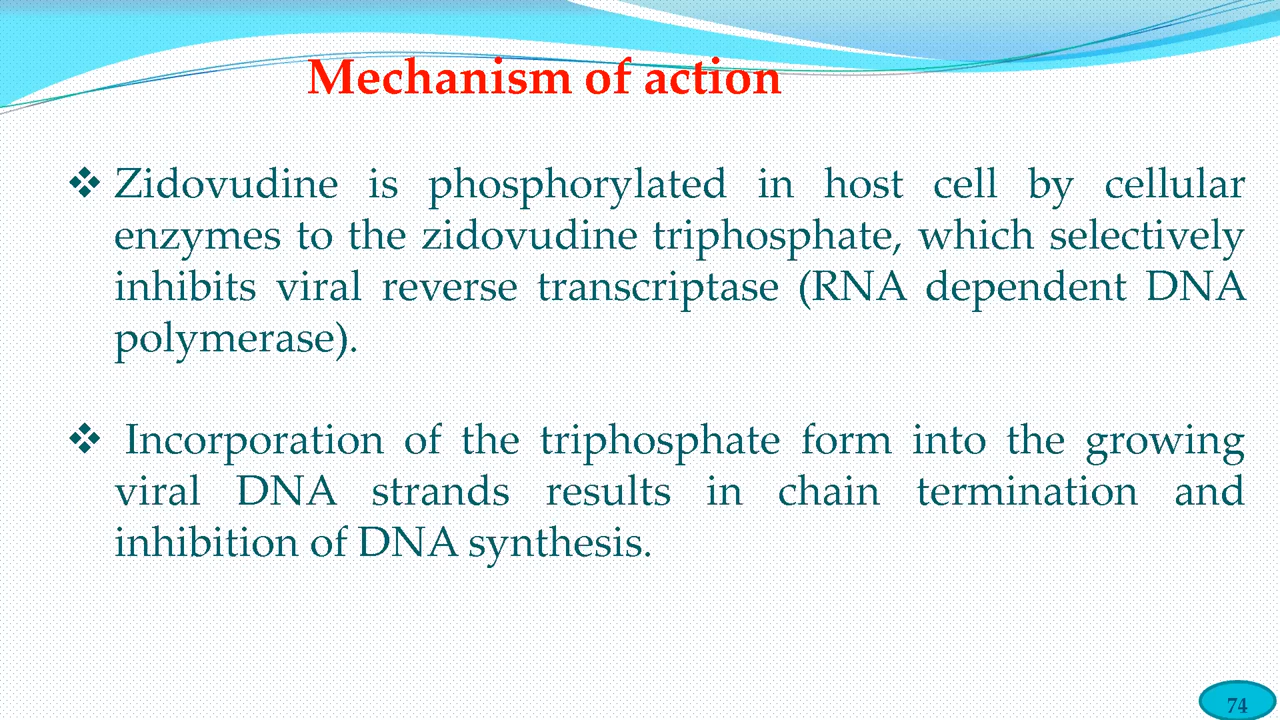 Mechanism of action
❖ Zidovudine is phosphorylated in host cell by cellular
enzymes to the zidovudine triphosphate, which selectively
inhibits viral reverse transcriptase (RNA dependent DNA
polymerase).
❖ Incorporation of the triphosphate form into the growing
viral DNA strands results in chain termination and
inhibition of DNA synthesis.
74